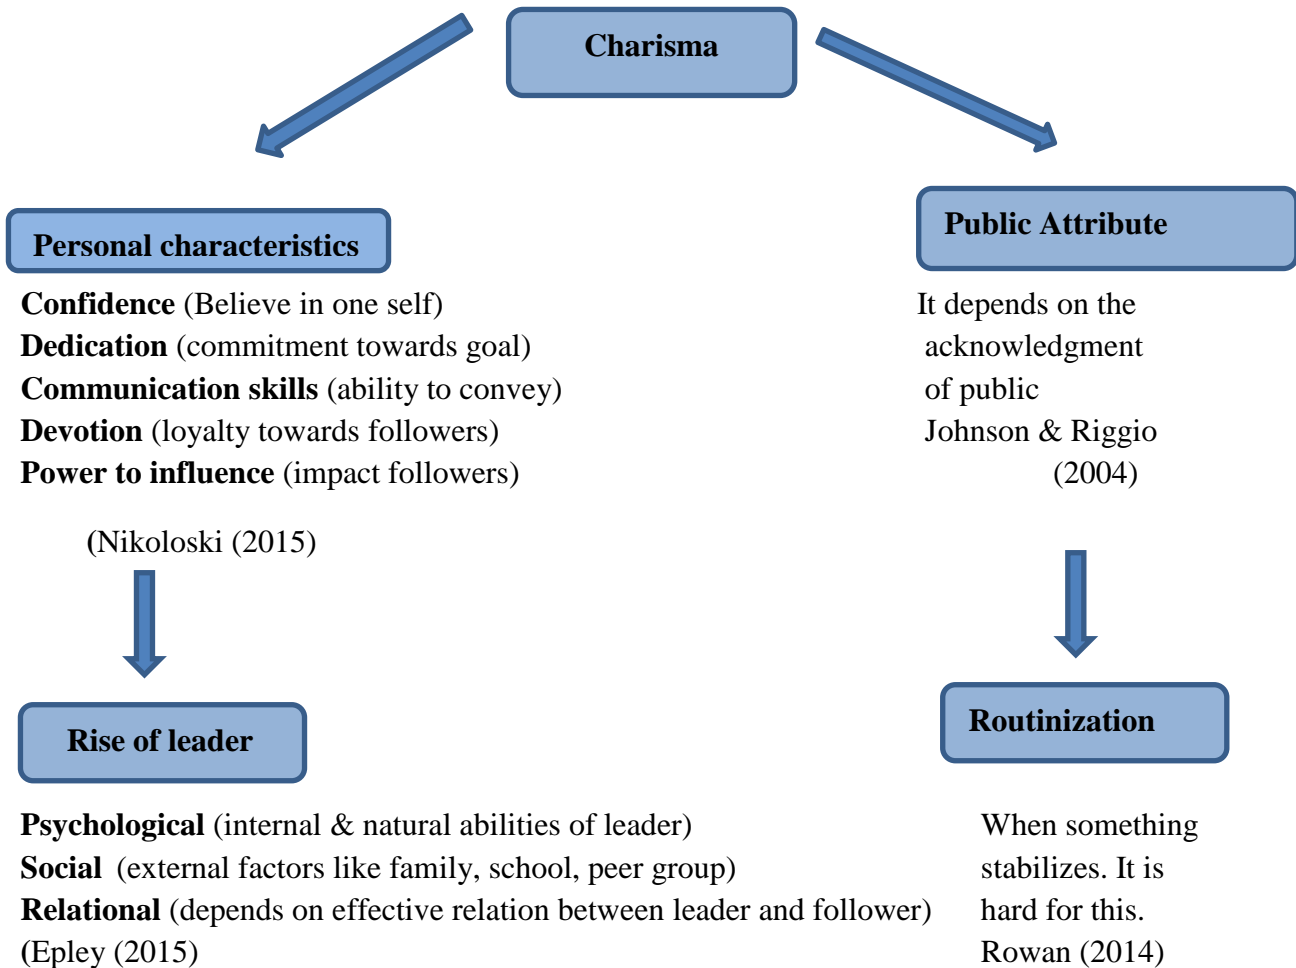 Charisma
Personal characteristics
Confidence (Believe in one self)
Dedication (commitment towards goal)
Communication skills (ability to convey)
Devotion (loyalty towards followers)
Power to influence (impact followers)
(Nikoloski (2015)
Public Attribute
It depends on the
acknowledgment
of public
Johnson & Riggio
(2004)
Rise of leader
Psychological (internal & natural abilities of leader)
Social (external factors like family, school, peer group)
Relational (depends on effective relation between leader and follower)
(Epley (2015)
Routinization
When something
stabilizes. It is
hard for this.
Rowan (2014)